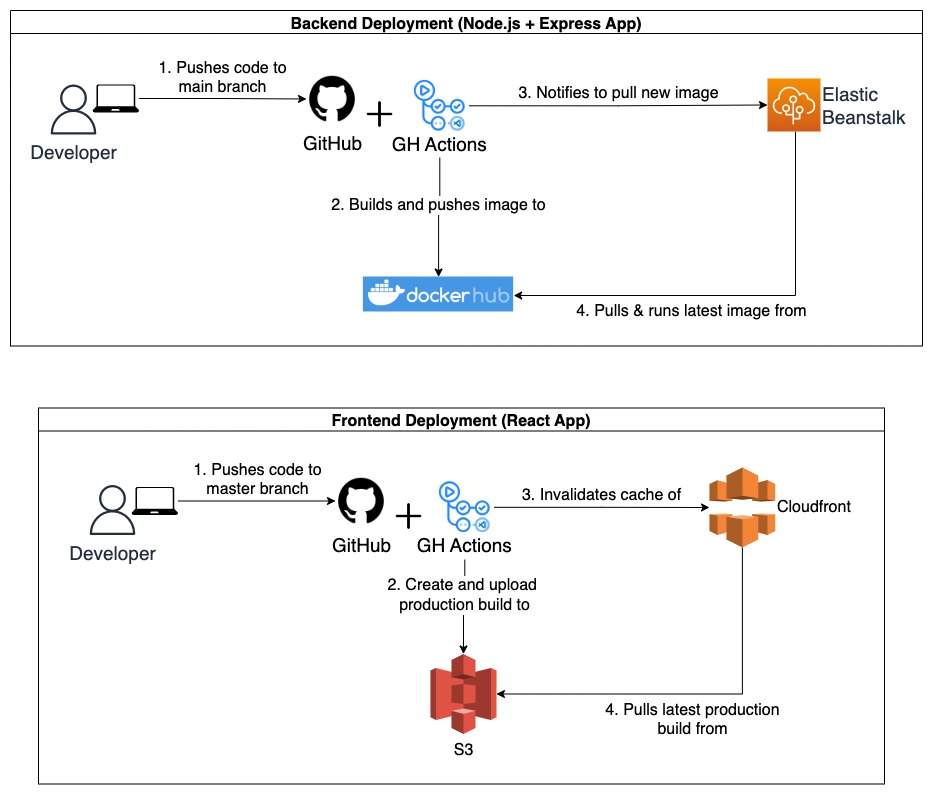 Backend Deployment (Node.js + Express App)
1. Pushes code to
main branch
3. Notifies to pull new image
Elastic
Beanstalk
Developer
GitHub
GH Actions
2. Builds and pushes image to
docker hub
4. Pulls & runs latest image from
Frontend Deployment (React App)
1. Pushes code to
master branch
3. Invalidates cache of
Cloudfront
Developer
GitHub
GH Actions
2. Create and upload
production build to
4. Pulls latest production
build from
S3